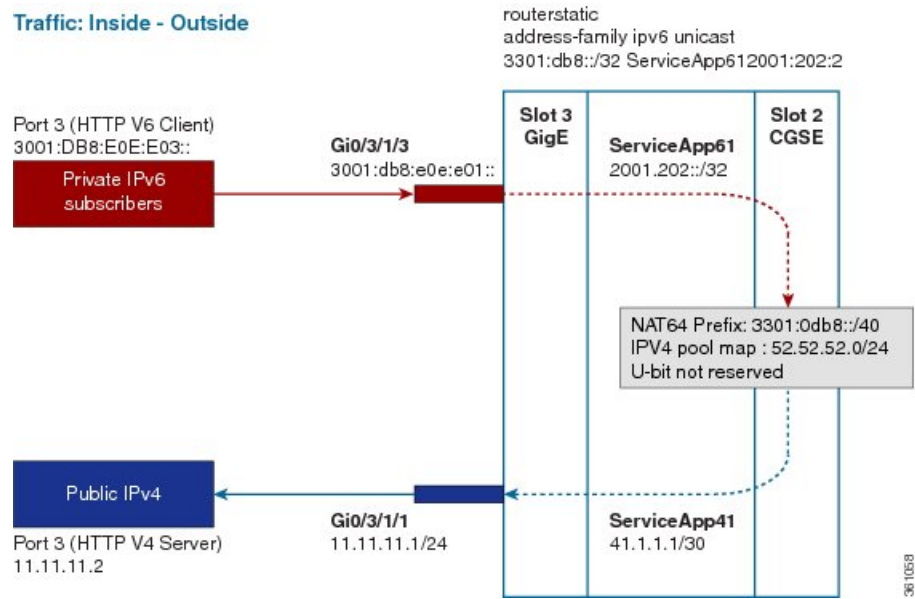 Traffic: Inside - Outside
routerstatic
address-family ipv6 unicast
3301:db8::/32 ServiceApp612001:202:2
Port 3 (HTTP V6 Client)
3001:DB8:E0E:E03::
Private IPv6
subscribers
Gi0/3/1/3
3001:db8:e0e:e01::
Slot 3
GigE
ServiceApp61
2001.202::/32
Slot 2
CGSE
NAT64 Prefix: 3301:0db8::/40
IPV4 pool map : 52.52.52.0/24
U-bit not reserved
Public IPv4
Port 3 (HTTP V4 Server)
11.11.11.2
Gi0/3/1/1
11.11.11.1/24
ServiceApp41
41.1.1.1/30
361058